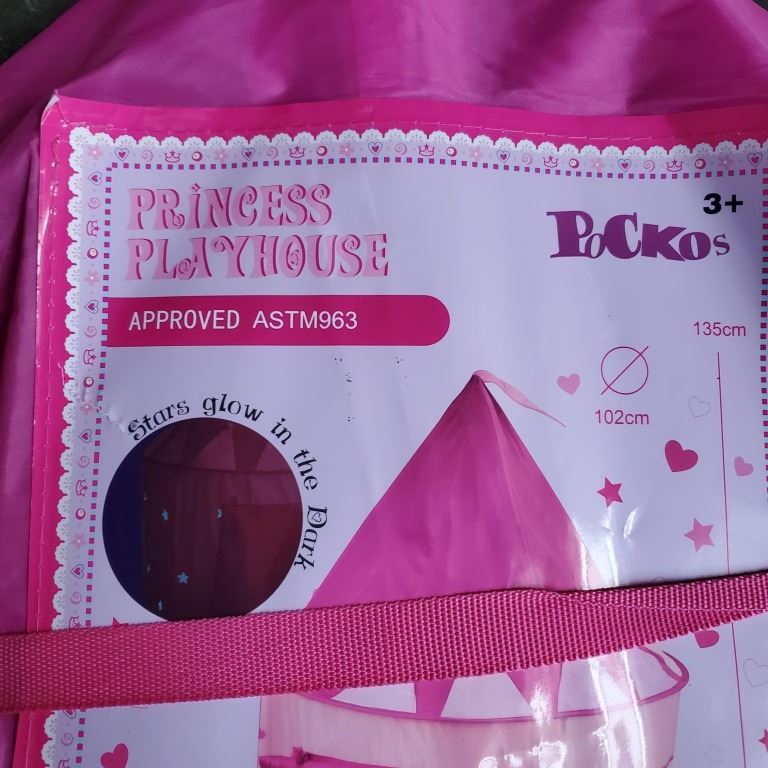 PRINCESS
PLAYHOUSE
3+
POCKOS
APPROVED ASTM963
135cm
102cm
Stars glow in the Dark